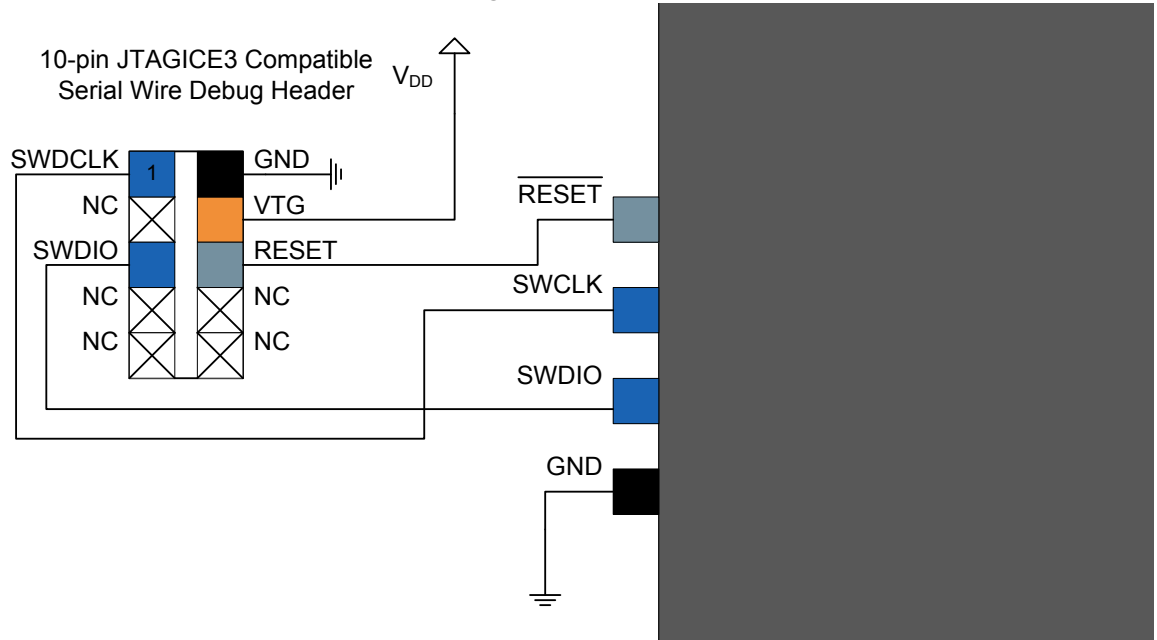 10-pin JTAGICE3 Compatible
Serial Wire Debug Header
VDD
SWDCLK
1
GND
NC
VTG
SWDIO
RESET
NC
NC
NC
NC
RESET
SWCLK
SWDIO
GND